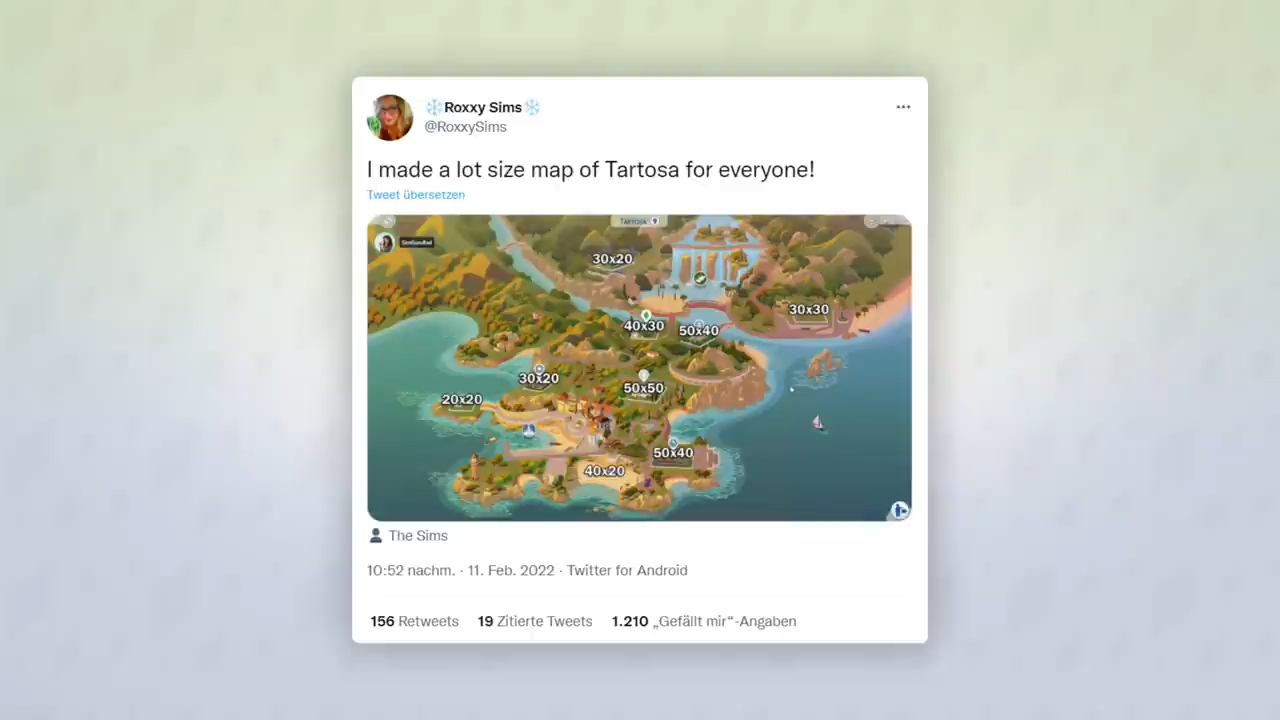 ❄️Roxxy Sims❄️
@RoxxySims
I made a lot size map of Tartosa for everyone!
Tweet übersetzen
Tartosa
30x20
30x30
40x30
50x40
30x20
50x50
20x20
50x40
40x20
The Sims
10:52 nachm. · 11. Feb. 2022 · Twitter for Android
156 Retweets 19 Zitierte Tweets 1.210 „Gefällt mir“-Angaben